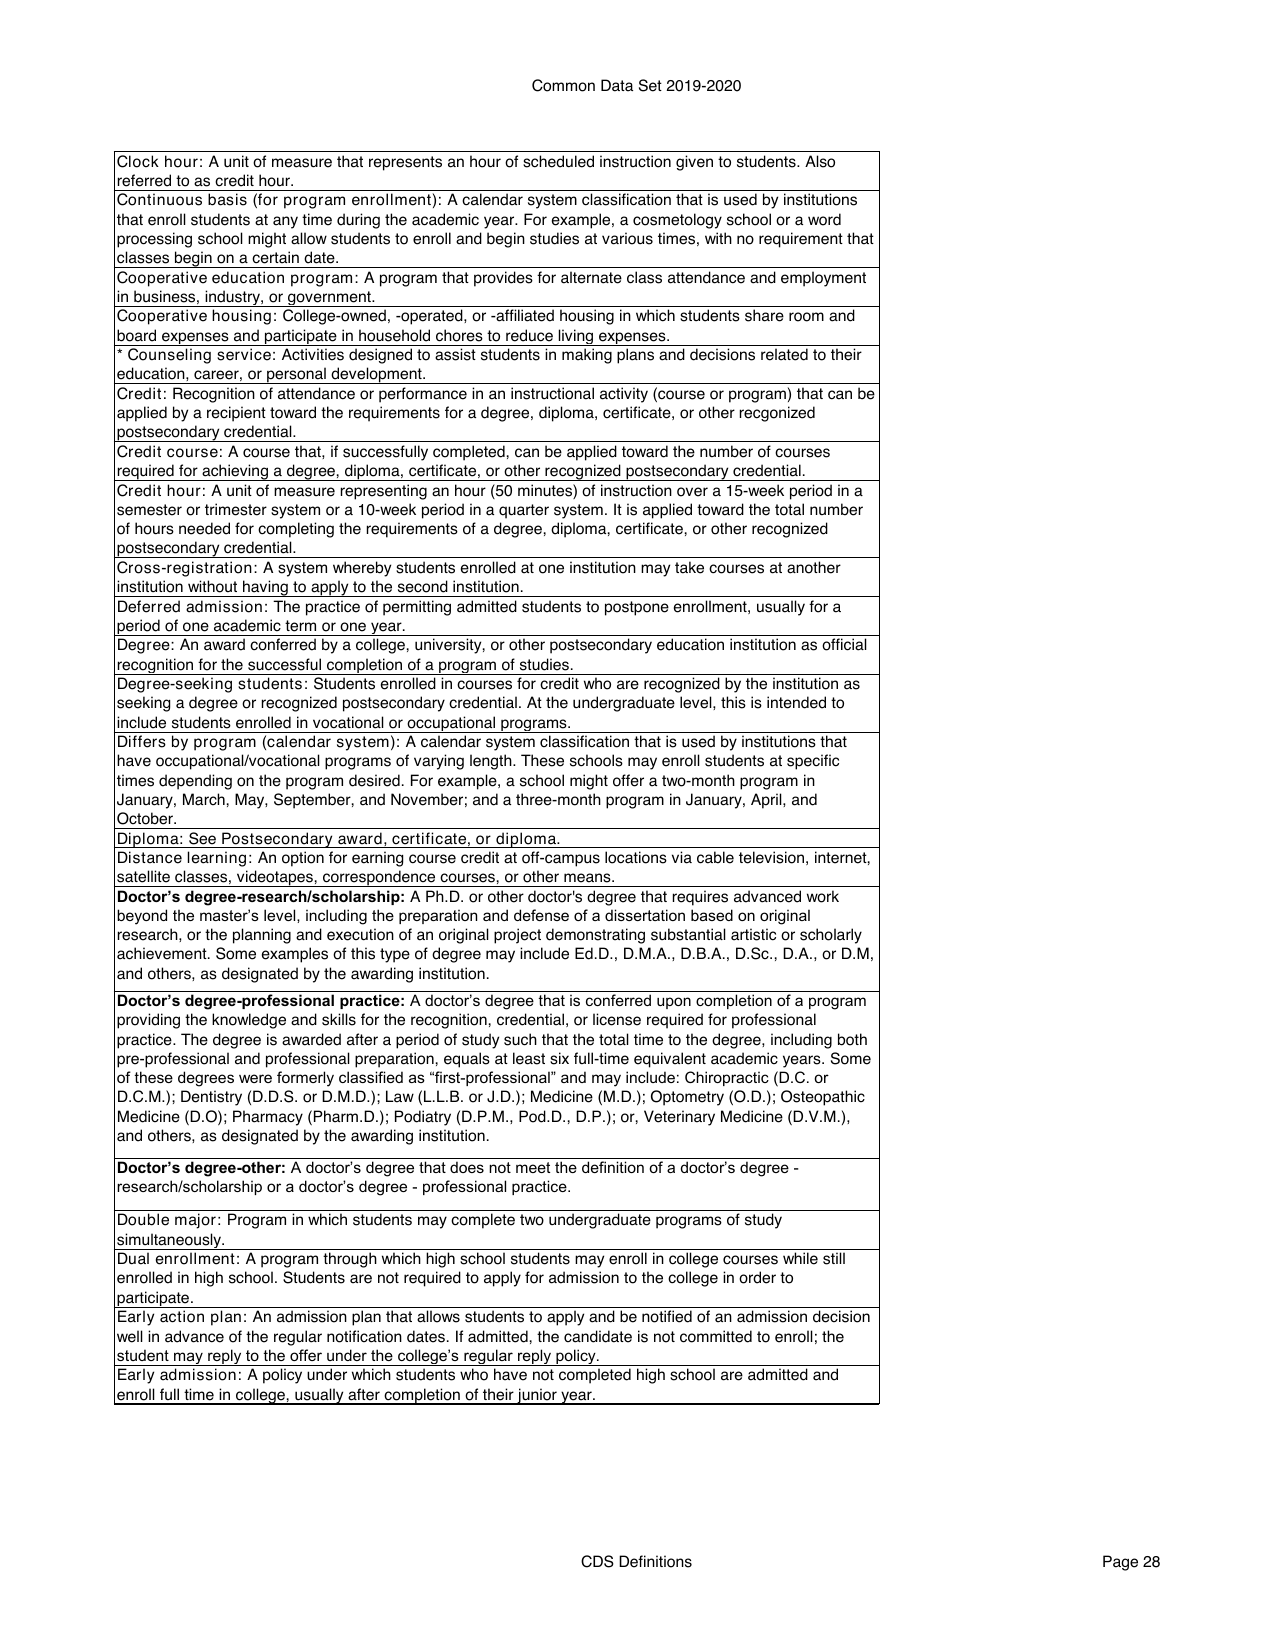 Common Data Set 2019-2020
Clock hour: A unit of measure that represents an hour of scheduled instruction given to students. Also
referred to as credit hour.
Continuous basis (for program enrollment): A calendar system classification that is used by institutions
that enroll students at any time during the academic year. For example, a cosmetology school or a word
processing school might allow students to enroll and begin studies at various times, with no requirement that
classes begin on a certain date.
Cooperative education program: A program that provides for alternate class attendance and employment
in business, industry, or government.
Cooperative housing: College-owned, -operated, or -affiliated housing in which students share room and
board expenses and participate in household chores to reduce living expenses.
* Counseling service: Activities designed to assist students in making plans and decisions related to their
education, career, or personal development.
Credit: Recognition of attendance or performance in an instructional activity (course or program) that can be
applied by a recipient toward the requirements for a degree, diploma, certificate, or other recgonized
postsecondary credential.
Credit course: A course that, if successfully completed, can be applied toward the number of courses
required for achieving a degree, diploma, certificate, or other recognized postsecondary credential.
Credit hour: A unit of measure representing an hour (50 minutes) of instruction over a 15-week period in a
semester or trimester system or a 10-week period in a quarter system. It is applied toward the total number
of hours needed for completing the requirements of a degree, diploma, certificate, or other recognized
postsecondary credential.
Cross-registration: A system whereby students enrolled at one institution may take courses at another
institution without having to apply to the second institution.
Deferred admission: The practice of permitting admitted students to postpone enrollment, usually for a
period of one academic term or one year.
Degree: An award conferred by a college, university, or other postsecondary education institution as official
recognition for the successful completion of a program of studies.
Degree-seeking students: Students enrolled in courses for credit who are recognized by the institution as
seeking a degree or recognized postsecondary credential. At the undergraduate level, this is intended to
include students enrolled in vocational or occupational programs.
Differs by program (calendar system): A calendar system classification that is used by institutions that
have occupational/vocational programs of varying length. These schools may enroll students at specific
times depending on the program desired. For example, a school might offer a two-month program in
January, March, May, September, and November; and a three-month program in January, April, and
October.
Diploma: See Postsecondary award, certificate, or diploma.
Distance learning: An option for earning course credit at off-campus locations via cable television, internet,
satellite classes, videotapes, correspondence courses, or other means.
Doctor’s degree-research/scholarship: A Ph.D. or other doctor's degree that requires advanced work
beyond the master’s level, including the preparation and defense of a dissertation based on original
research, or the planning and execution of an original project demonstrating substantial artistic or scholarly
achievement. Some examples of this type of degree may include Ed.D., D.M.A., D.B.A., D.Sc., D.A., or D.M,
and others, as designated by the awarding institution.
Doctor’s degree-professional practice: A doctor’s degree that is conferred upon completion of a program
providing the knowledge and skills for the recognition, credential, or license required for professional
practice. The degree is awarded after a period of study such that the total time to the degree, including both
pre-professional and professional preparation, equals at least six full-time equivalent academic years. Some
of these degrees were formerly classified as “first-professional” and may include: Chiropractic (D.C. or
D.C.M.); Dentistry (D.D.S. or D.M.D.); Law (L.L.B. or J.D.); Medicine (M.D.); Optometry (O.D.); Osteopathic
Medicine (D.O); Pharmacy (Pharm.D.); Podiatry (D.P.M., Pod.D., D.P.); or, Veterinary Medicine (D.V.M.),
and others, as designated by the awarding institution.
Doctor’s degree-other: A doctor’s degree that does not meet the definition of a doctor’s degree -
research/scholarship or a doctor’s degree - professional practice.
Double major: Program in which students may complete two undergraduate programs of study
simultaneously.
Dual enrollment: A program through which high school students may enroll in college courses while still
enrolled in high school. Students are not required to apply for admission to the college in order to
participate.
Early action plan: An admission plan that allows students to apply and be notified of an admission decision
well in advance of the regular notification dates. If admitted, the candidate is not committed to enroll; the
student may reply to the offer under the college’s regular reply policy.
Early admission: A policy under which students who have not completed high school are admitted and
enroll full time in college, usually after completion of their junior year.
CDS Definitions
Page 28